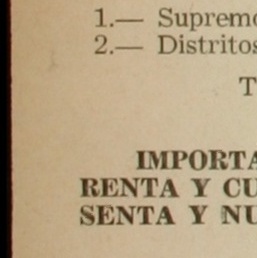 1.— Supremo
2.— Distritos
T
IMPORTA
RENTA Y CU
SENTA Y NU